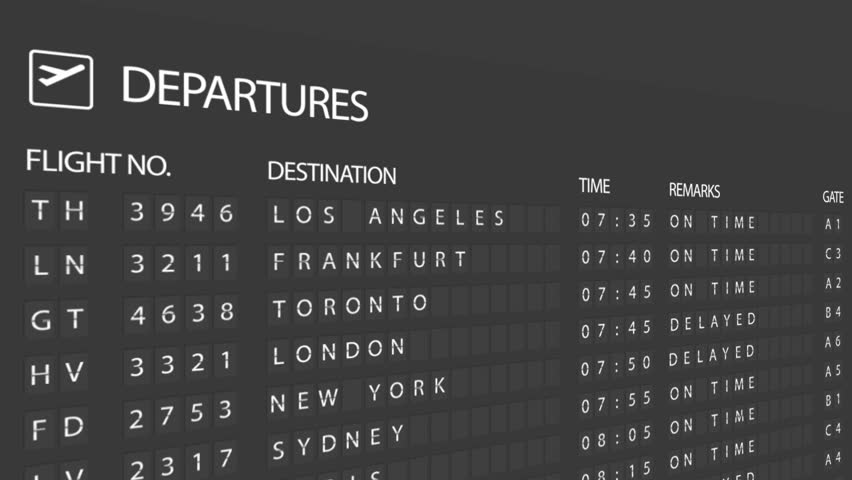 DEPARTURES
FLIGHT NO. DESTINATION TIME REMARKS GATE
TH 3946 LOS ANGELES 07:35 ON TIME A1
LN 3211 FRANKFURT 07:40 ON TIME C3
GT 4638 TORONTO 07:45 ON TIME A2
HV 3321 LONDON 07:45 DELAYED B4
FD 2753 NEW YORK 07:50 DELAYED A6
LV 2317 SYDNEY 07:55 ON TIME A5
08:05 ON TIME B1
08:15 ON TIME C4
A4